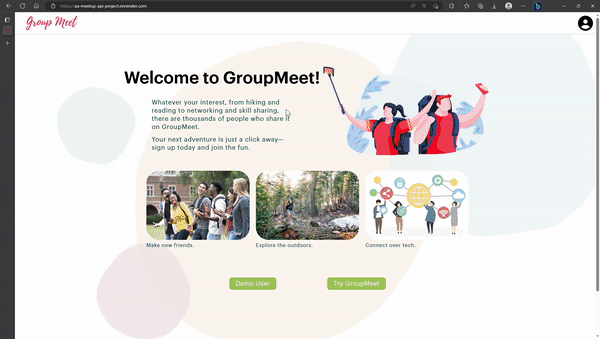 https://aa-meetup-api-project.onrender.com
Group Meet
Welcome to GroupMeet!
Whatever your interest, from hiking and
reading to networking and skill sharing,
there are thousands of people who share it
on GroupMeet.
Your next adventure is just a click away—
sign up today and join the fun.
Make new friends.
Explore the outdoors.
Connect over tech.
Demo User
Try GroupMeet